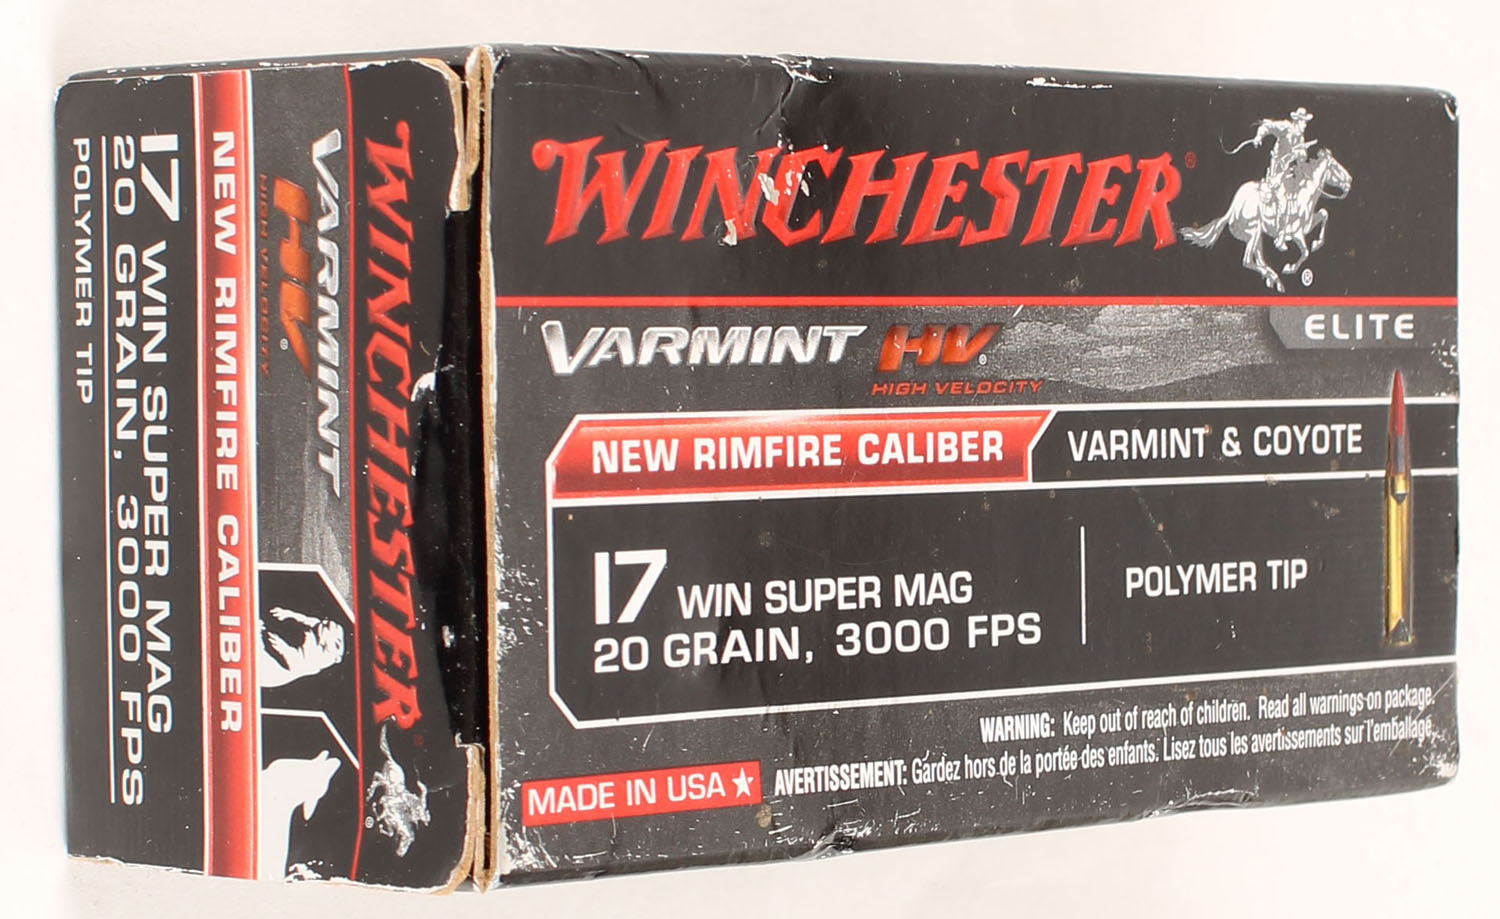 WINCHESTER®
®
VARMINT HV®
HIGH VELOCITY
ELITE
NEW RIMFIRE CALIBER
VARMINT & COYOTE
17 WIN SUPER MAG
20 GRAIN, 3000 FPS
POLYMER TIP
WARNING: Keep out of reach of children. Read all warnings on package.
AVERTISSEMENT: Gardez hors de la portée des enfants. Lisez tous les avertissements sur l'emballage.
MADE IN USA
WINCHESTER
®
VARMINT
HV®
HIGH VELOCITY
NEW RIMFIRE CALIBER
17 WIN SUPER MAG
20 GRAIN, 3000 FPS
POLYMER TIP